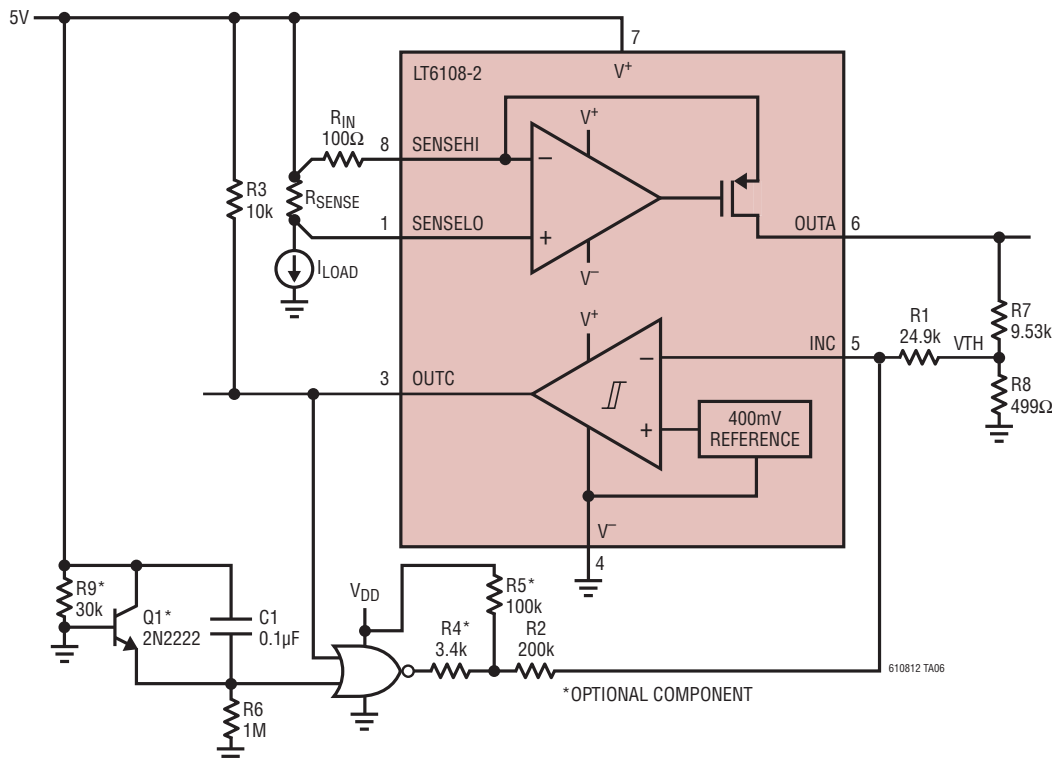 5V
7
V+
LT6108-2
RIN
100Ω
8
SENSEHI
V+
−
R3
10k
RSENSE
1
SENSELO
+
V−
OUTA
6
ILOAD
V+
R1
24.9k
VTH
R7
9.53k
INC
5
−
3
OUTC
400mV
REFERENCE
+
R8
499Ω
V−
4
R9*
30k
Q1*
2N2222
C1
0.1µF
VDD
R5*
100k
R4*
3.4k
R2
200k
610812 TA06
*OPTIONAL COMPONENT
R6
1M